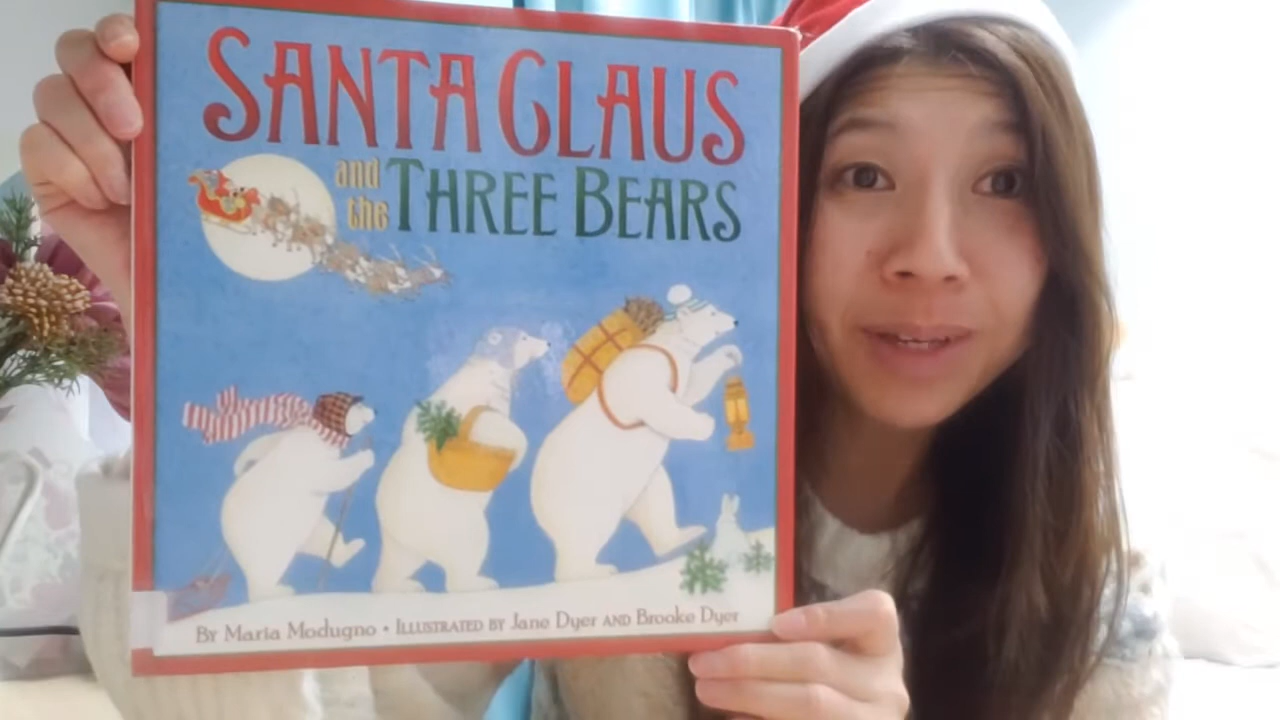 SANTA CLAUS
and the THREE BEARS
BY Maria Modugno • ILLUSTRATED BY Jane Dyer AND Brooke Dyer